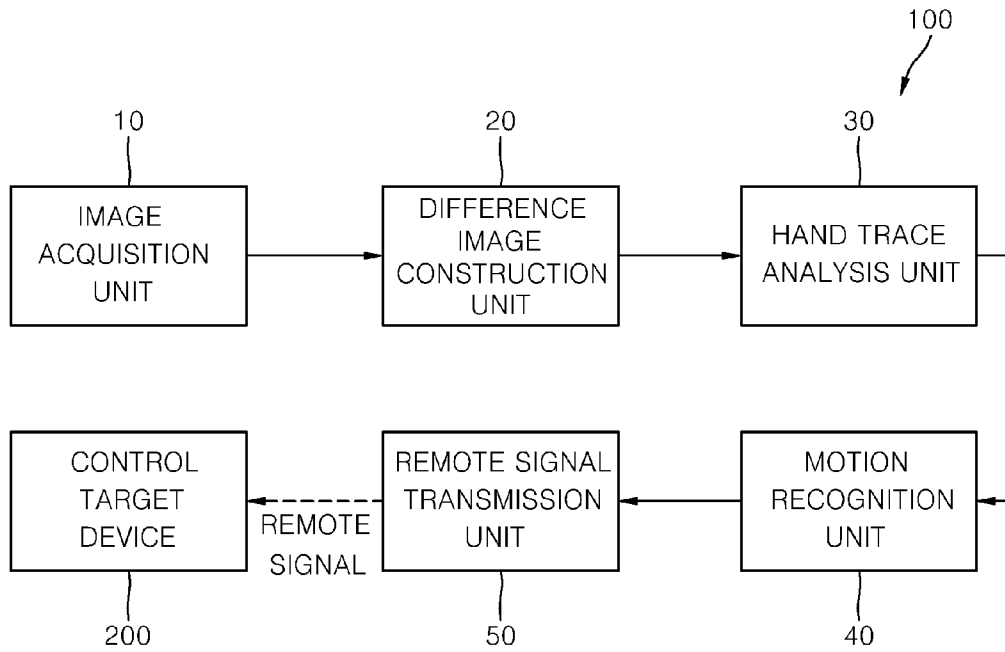 100
10
20
30
IMAGE
ACQUISITION
UNIT
DIFFERENCE
IMAGE
CONSTRUCTION
UNIT
HAND TRACE
ANALYSIS UNIT
CONTROL
TARGET
DEVICE
REMOTE
SIGNAL
REMOTE SIGNAL
TRANSMISSION
UNIT
MOTION
RECOGNITION
UNIT
200
50
40